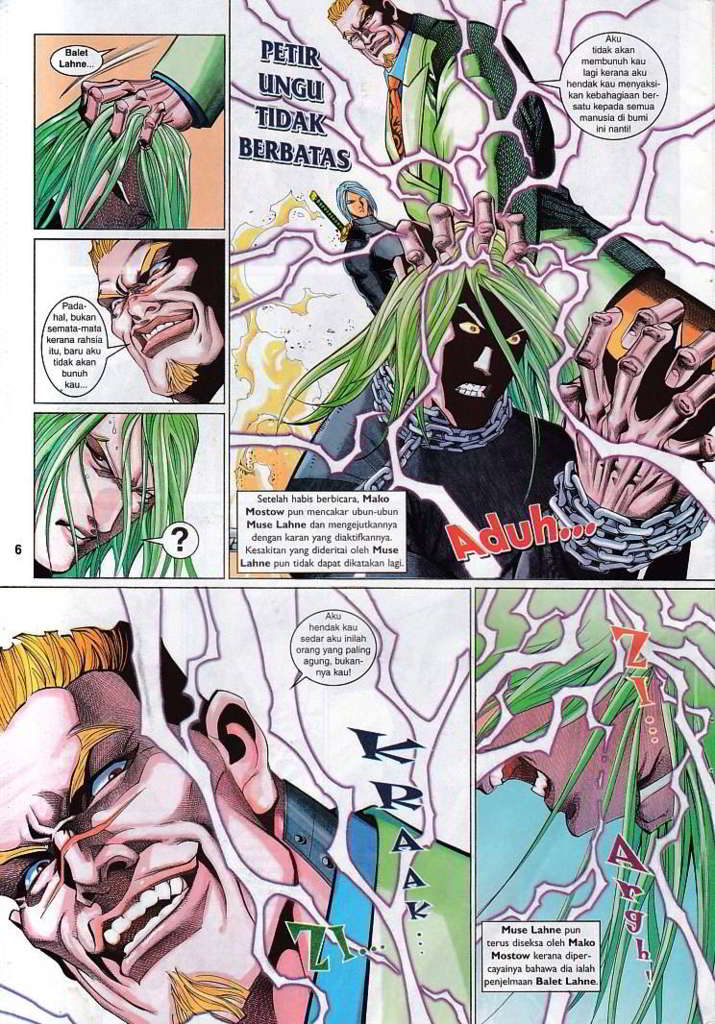 Balet
Lahne...
PETIR
UNGU
TIDAK
BERBATAS
Aku
tidak akan
membunuh kau
lagi kerana aku
hendak kau menyaksi-
kan kebahagiaan ber-
satu kepada semua
manusia di bumi
ini nanti!
Pada-
hal, bukan
semata-mata
kerana rahsia
itu, baru aku
tidak bunuh
kau...
?
Setelah habis berbicara, Mako
Mostow pun mencakar ubun-ubun
Muse Lahne dan mengejutkannya
dengan karan yang diaktifkannya.
Kesakitan yang dideritai oleh Muse
Lahne pun tidak dapat dikatakan lagi.
Aduh...
6
Aku
hendak kau
sedar aku inilah
orang yang paling
agung, bukan-
nya kau!
KRAAK...
ZI...
ZI...
Argh!
Muse Lahne pun
terus diseksa oleh Mako
Mostow kerana diper-
cayainya bahawa dia ialah
penjelmaan Balet Lahne.